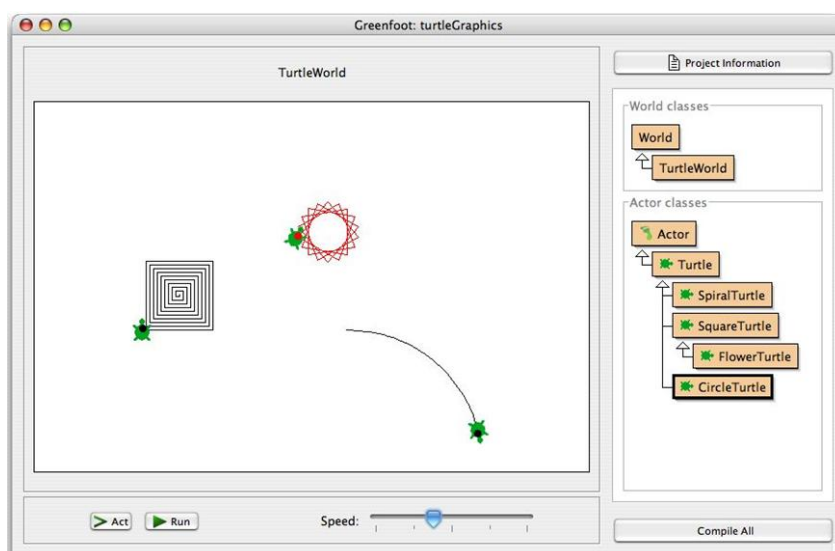 Greenfoot: turtleGraphics
TurtleWorld
Project Information
World classes
World
TurtleWorld
Actor classes
Actor
Turtle
SpiralTurtle
SquareTurtle
FlowerTurtle
CircleTurtle
Act
Run
Speed:
Compile All